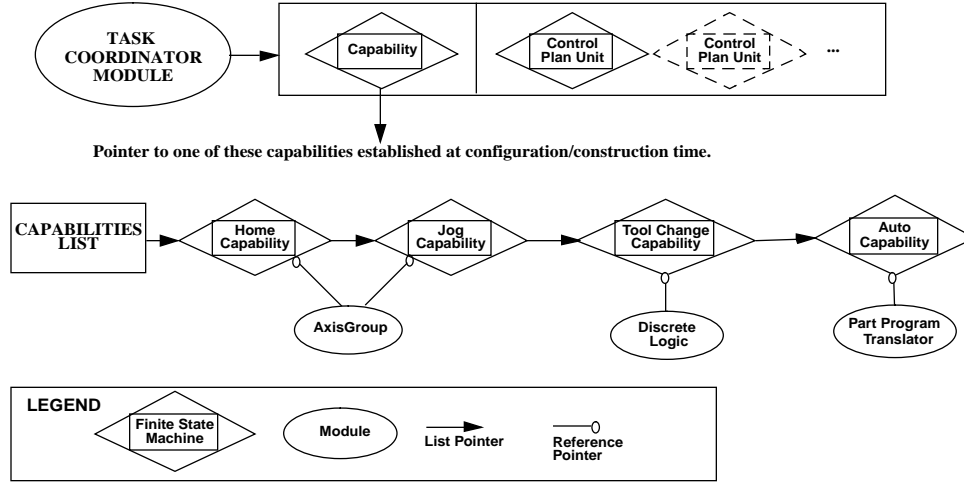 TASK
COORDINATOR
MODULE
Capability
Control
Plan Unit
Control
Plan Unit
...
Pointer to one of these capabilities established at configuration/construction time.
CAPABILITIES
LIST
Home
Capability
Jog
Capability
Tool Change
Capability
Auto
Capability
AxisGroup
Discrete
Logic
Part Program
Translator
LEGEND
Finite State
Machine
Module
List Pointer
Reference
Pointer